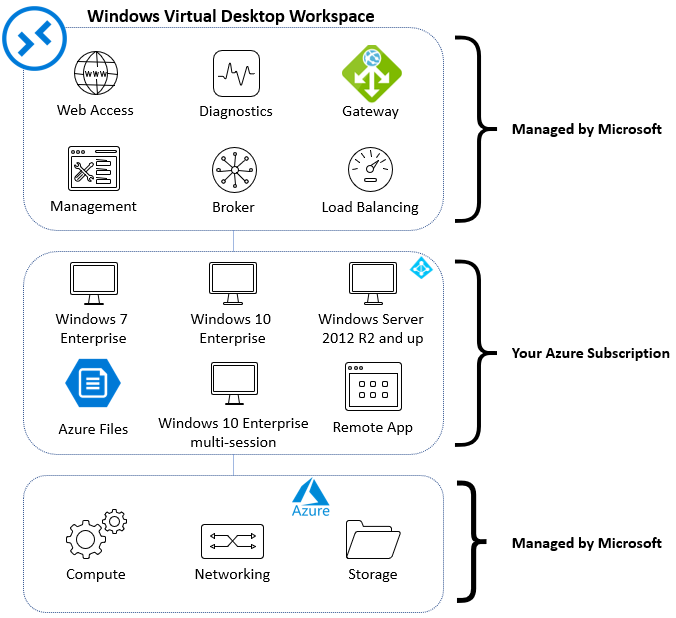 Windows Virtual Desktop Workspace
WWW
Web Access
Diagnostics
Gateway
Managed by Microsoft
Management
Broker
Load Balancing
Windows 7
Enterprise
Windows 10
Enterprise
Windows Server
2012 R2 and up
Your Azure Subscription
Azure Files
Windows 10 Enterprise
multi-session
Remote App
Azure
Compute
Networking
Storage
Managed by Microsoft